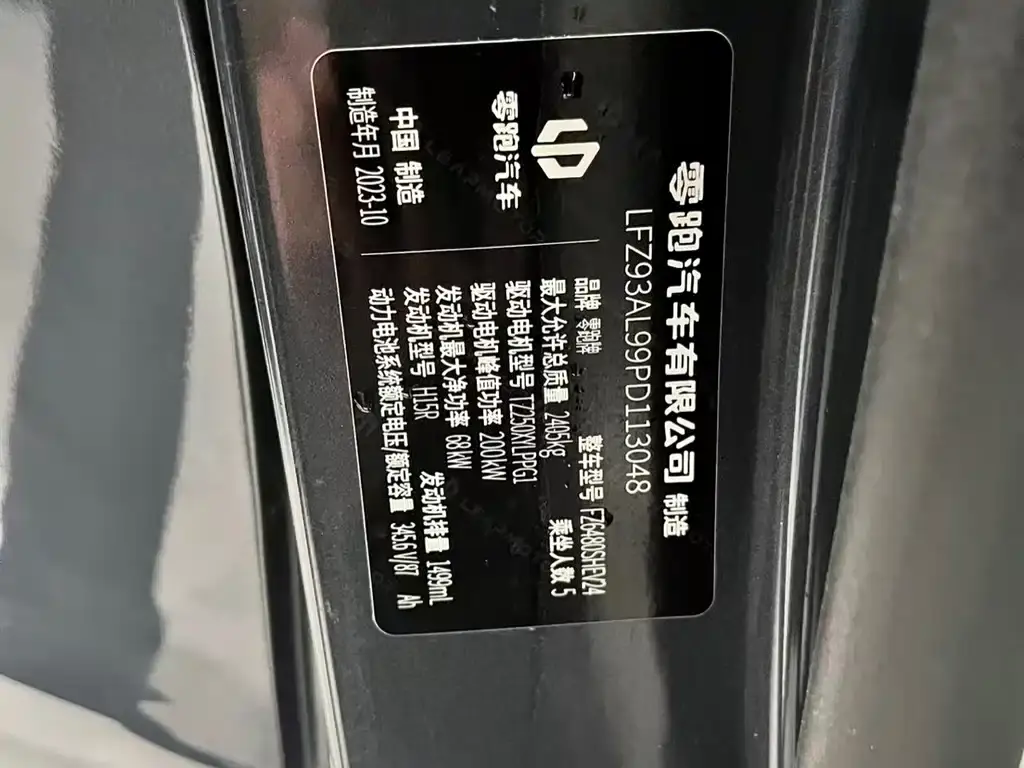 零跑汽车有限公司 制造
LFZ93AL99PD113048
零跑汽车
中国 制造
制造年月 2023-10
品牌 零跑牌 整车型号 FZ6480SHEV24
最大允许总质量 2405kg 乘坐人数 5
驱动电机型号 TZ250XYLPPG1
驱动电机峰值功率 200kW
发动机最大净功率 68kW 发动机排量 1499mL
发动机型号 H15R
动力电池系统额定电压/额定容量 345.6V/87 Ah